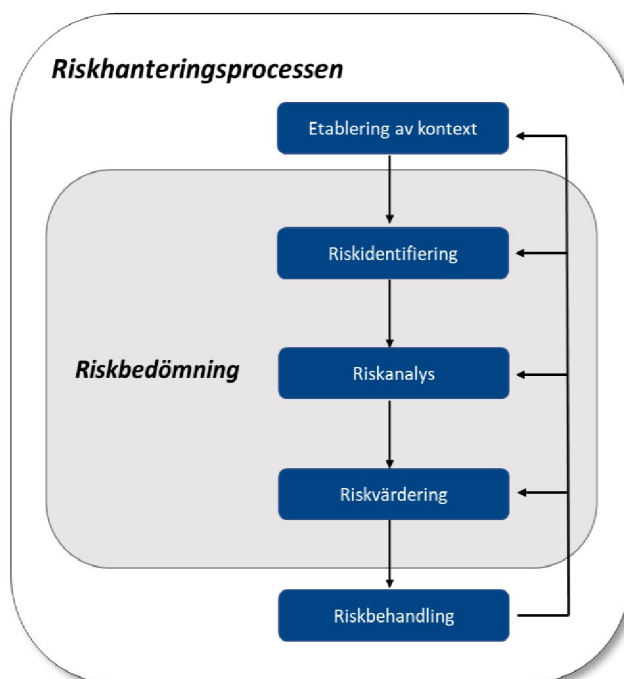 Riskhanteringsprocessen
Etablering av kontext
Riskidentifiering
Riskbedömning
Riskanalys
Riskvärdering
Riskbehandling